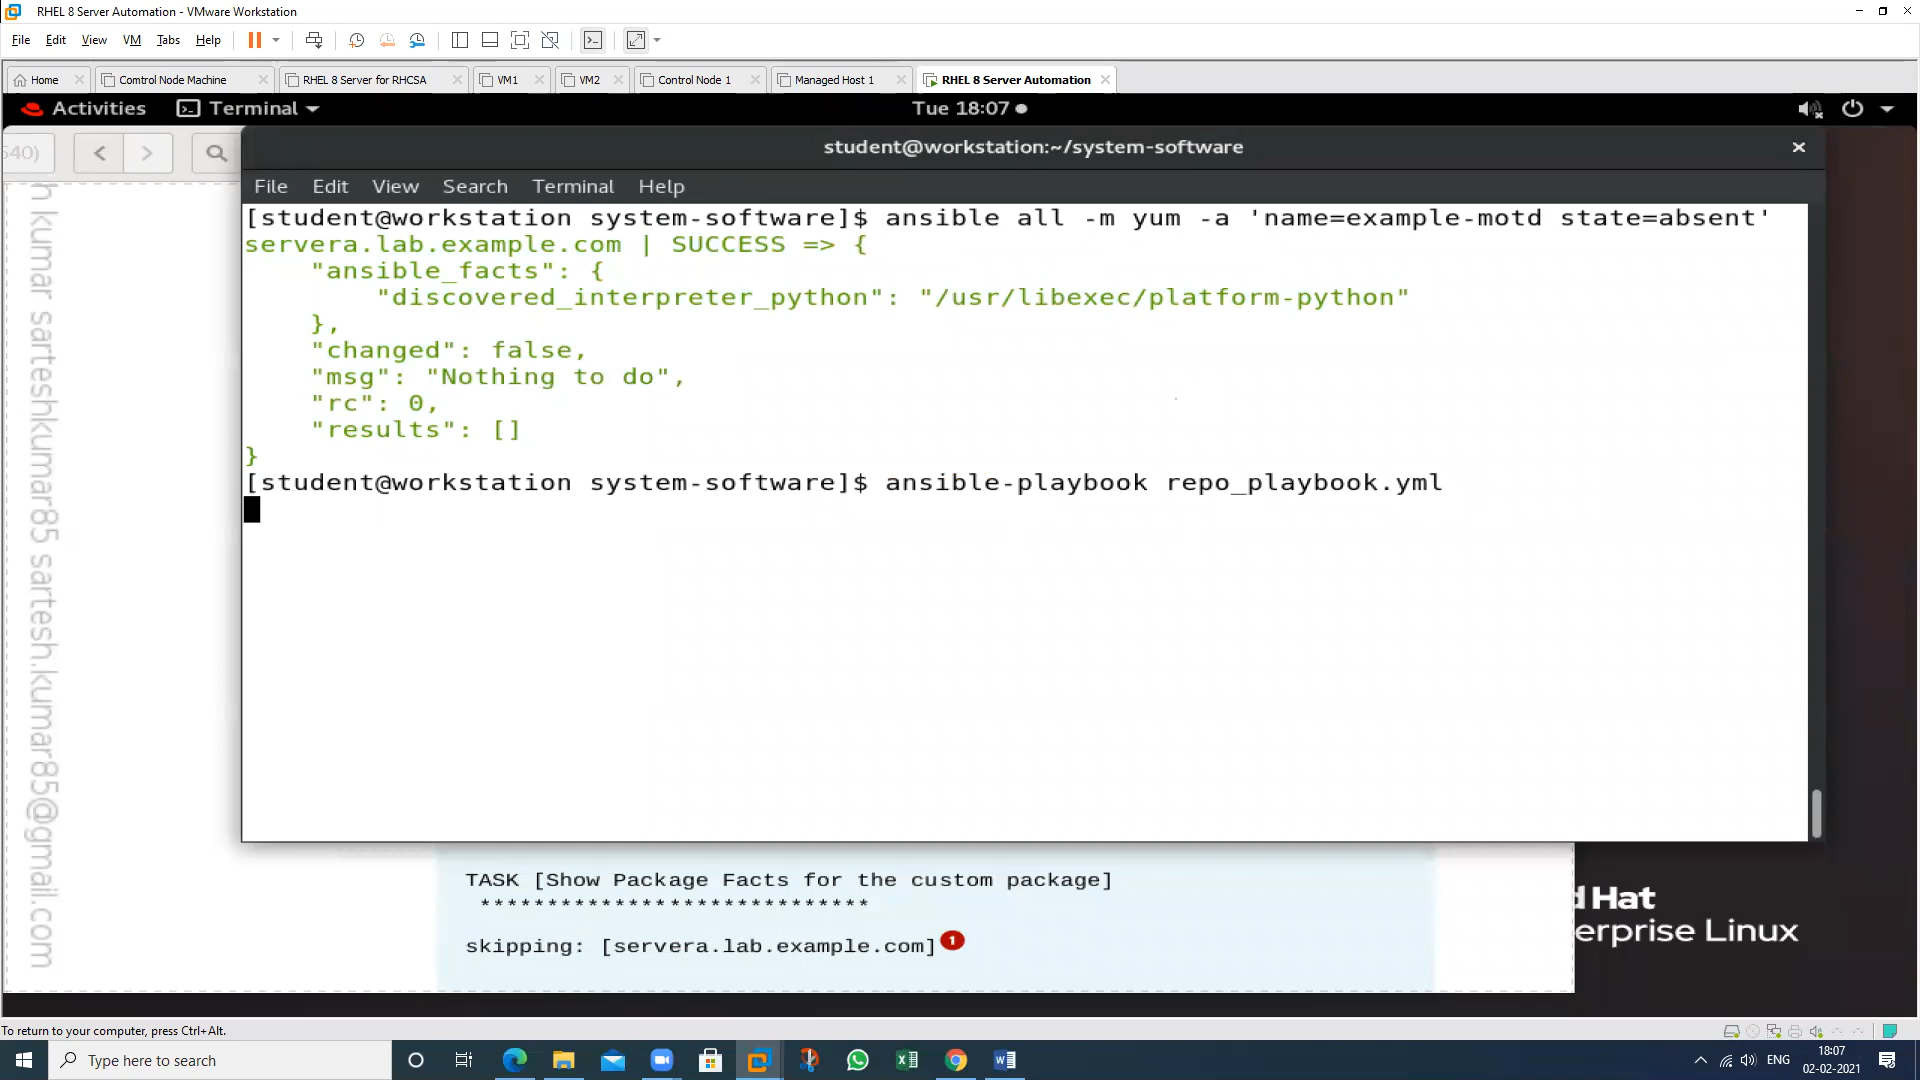 RHEL 8 Server Automation - VMware Workstation
File Edit View VM Tabs Help
Home Comtrol Node Machine RHEL 8 Server for RHCSA VM1 VM2 Control Node 1 Managed Host 1 RHEL 8 Server Automation
Activities Terminal Tue 18:07
540)
student@workstation:~/system-software
File Edit View Search Terminal Help
[student@workstation system-software]$ ansible all -m yum -a 'name=example-motd state=absent'
servera.lab.example.com | SUCCESS => {
"ansible_facts": {
"discovered_interpreter_python": "/usr/libexec/platform-python"
},
"changed": false,
"msg": "Nothing to do",
"rc": 0,
"results": []
}
[student@workstation system-software]$ ansible-playbook repo_playbook.yml
h kumar sarteshkumar85 sartesh.kumar85@gmail.com
TASK [Show Package Facts for the custom package]
*****************************
skipping: [servera.lab.example.com] 1
d Hat
erprise Linux
To return to your computer, press Ctrl+Alt.
Type here to search
ENG
18:07
02-02-2021